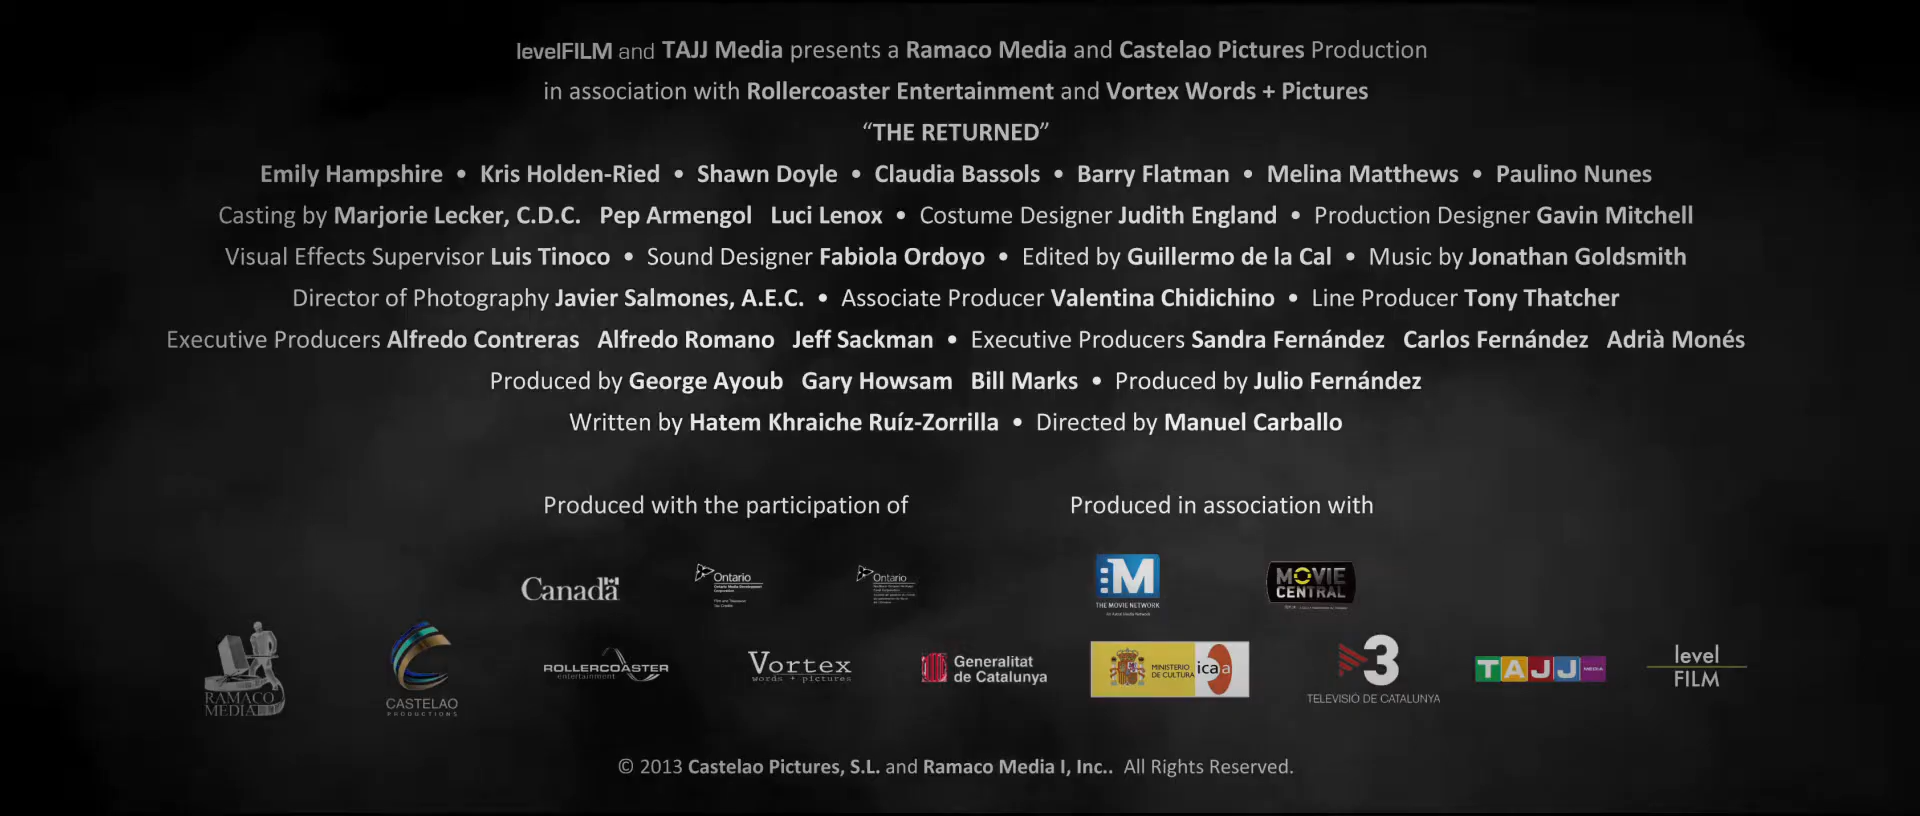 levelFILM and TAJJ Media presents a Ramaco Media and Castelao Pictures Production
in association with Rollercoaster Entertainment and Vortex Words + Pictures
“THE RETURNED”
Emily Hampshire • Kris Holden-Ried • Shawn Doyle • Claudia Bassols • Barry Flatman • Melina Matthews • Paulino Nunes
Casting by Marjorie Lecker, C.D.C. Pep Armengol Luci Lenox • Costume Designer Judith England • Production Designer Gavin Mitchell
Visual Effects Supervisor Luis Tinoco • Sound Designer Fabiola Ordoyo • Edited by Guillermo de la Cal • Music by Jonathan Goldsmith
Director of Photography Javier Salmones, A.E.C. • Associate Producer Valentina Chidichino • Line Producer Tony Thatcher
Executive Producers Alfredo Contreras Alfredo Romano Jeff Sackman • Executive Producers Sandra Fernández Carlos Fernández Adrià Monés
Produced by George Ayoub Gary Howsam Bill Marks • Produced by Julio Fernández
Written by Hatem Khraiche Ruíz-Zorrilla • Directed by Manuel Carballo
Produced with the participation of
Produced in association with
Canada
Ontario
Ontario Media Development
Corporation
Ontario
M
THE MOVIE NETWORK
MOVIE
CENTRAL
RAMACO
MEDIA
CASTELAO
PRODUCTIONS
ROLLERCOASTER
entertainment
Vortex
words + pictures
Generalitat
de Catalunya
MINISTERIO
DE CULTURA
icaa
3
TELEVISIÓ DE CATALUNYA
TAJJ MEDIA
level
FILM
© 2013 Castelao Pictures, S.L. and Ramaco Media I, Inc.. All Rights Reserved.